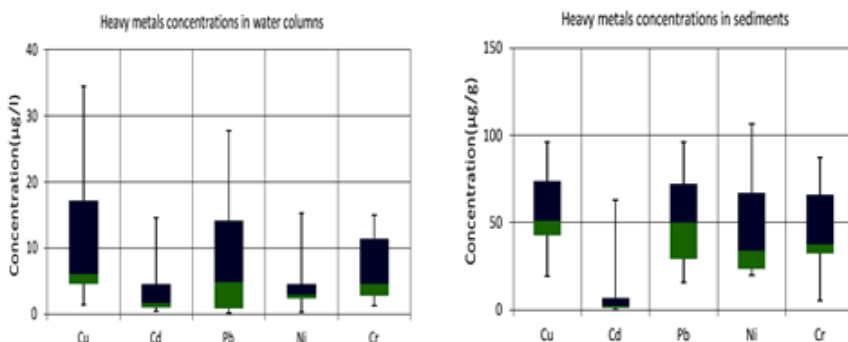 Heavy metals concentrations in water columns
40
30
20
10
0
Concentration(µg/l)
Cu Cd Pb Ni Cr
Heavy metals concentrations in sediments
150
100
50
0
Concentration(µg/g)
Cu Cd Pb Ni Cr